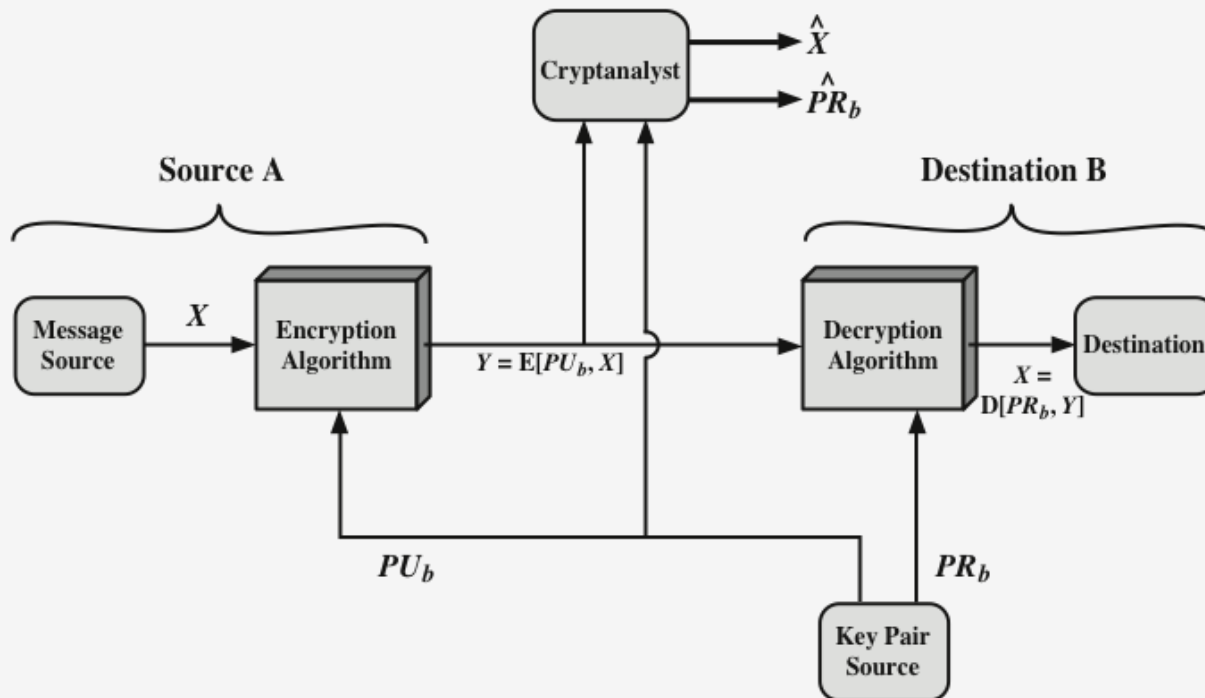 X̂
Cryptanalyst
P̂R_b
Source A
Destination B
Message
Source
X
Encryption
Algorithm
Y = E[PU_b, X]
Decryption
Algorithm
X =
D[PR_b, Y]
Destination
PU_b
PR_b
Key Pair
Source